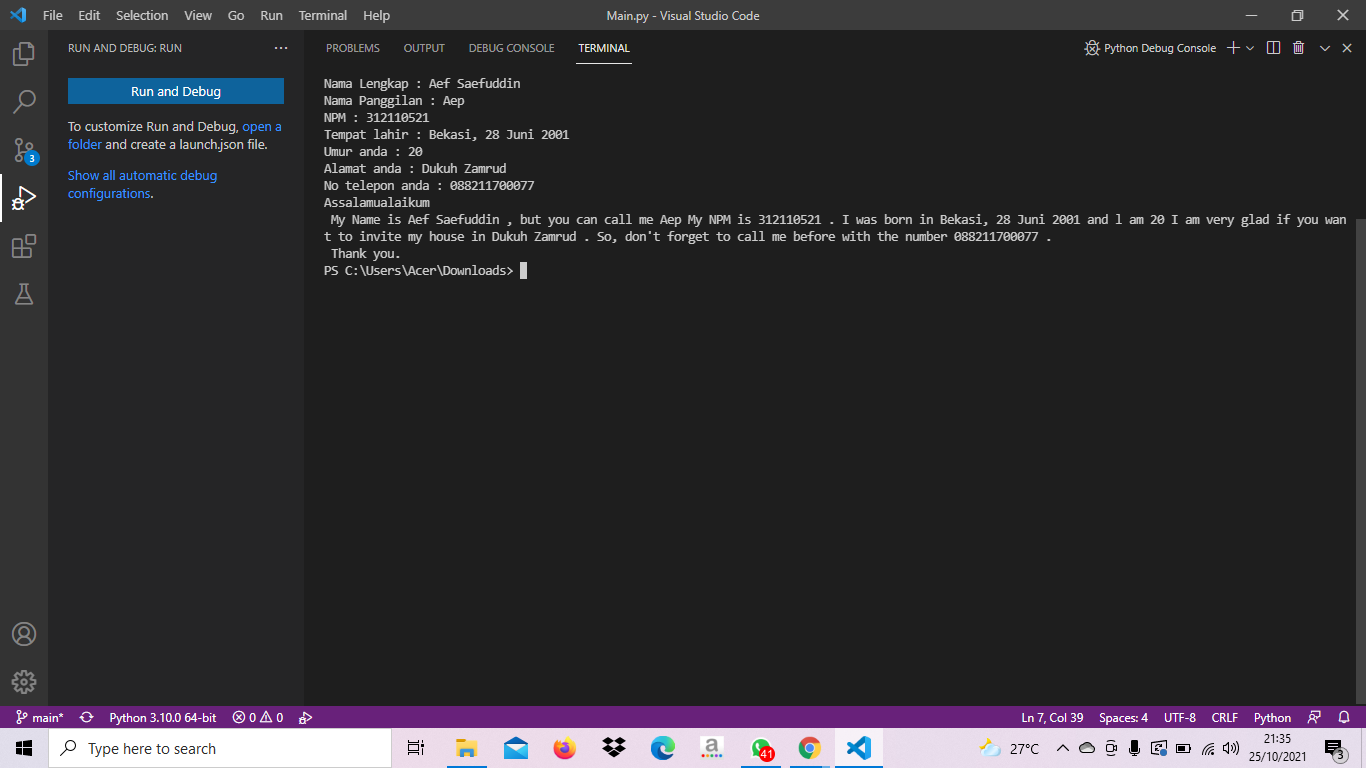 File Edit Selection View Go Run Terminal Help
Main.py - Visual Studio Code
RUN AND DEBUG: RUN
Run and Debug
To customize Run and Debug, open a
folder and create a launch.json file.
Show all automatic debug
configurations.
PROBLEMS OUTPUT DEBUG CONSOLE TERMINAL
Python Debug Console
Nama Lengkap : Aef Saefuddin
Nama Panggilan : Aep
NPM : 312110521
Tempat lahir : Bekasi, 28 Juni 2001
Umur anda : 20
Alamat anda : Dukuh Zamrud
No telepon anda : 088211700077
Assalamualaikum
My Name is Aef Saefuddin , but you can call me Aep My NPM is 312110521 . I was born in Bekasi, 28 Juni 2001 and l am 20 I am very glad if you wan
t to invite my house in Dukuh Zamrud . So, don't forget to call me before with the number 088211700077 .
Thank you.
PS C:\Users\Acer\Downloads>
3
main* Python 3.10.0 64-bit 0 0
Ln 7, Col 39 Spaces: 4 UTF-8 CRLF Python
Type here to search
a
41
27°C
21:35
25/10/2021
3